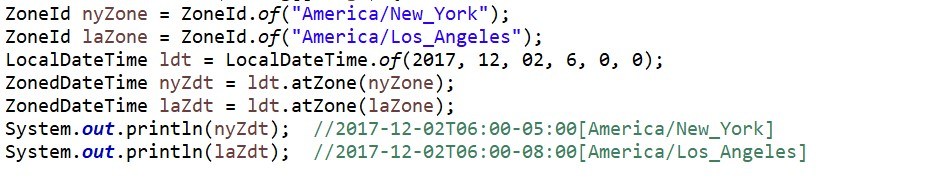 ZoneId nyZone = ZoneId.of("America/New_York");
ZoneId laZone = ZoneId.of("America/Los_Angeles");
LocalDateTime ldt = LocalDateTime.of(2017, 12, 02, 6, 0, 0);
ZonedDateTime nyZdt = ldt.atZone(nyZone);
ZonedDateTime laZdt = ldt.atZone(laZone);
System.out.println(nyZdt);  //2017-12-02T06:00-05:00[America/New_York]
System.out.println(laZdt);  //2017-12-02T06:00-08:00[America/Los_Angeles]